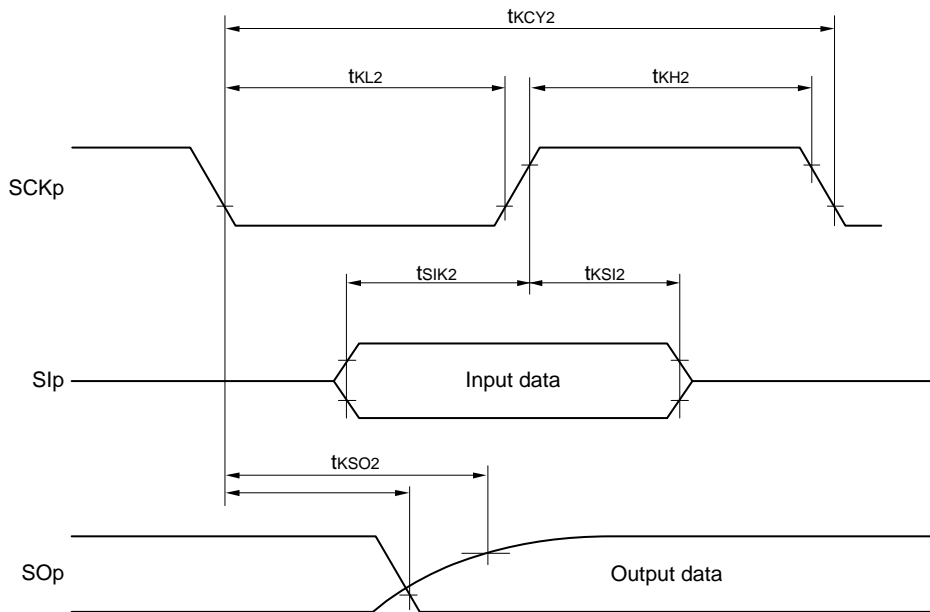 tKCY2
tKL2
tKH2
SCKp
tSIK2
tKSI2
SIp
Input data
tKSO2
SOp
Output data